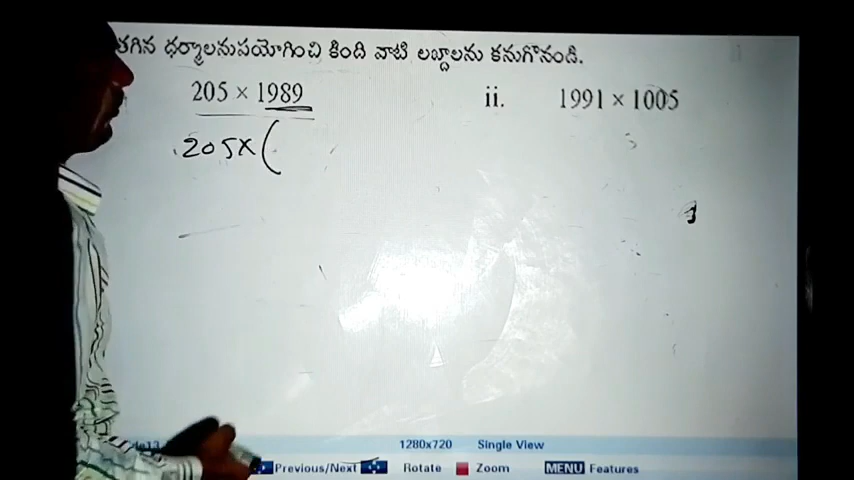 తగిన ధర్మాలనుపయోగించి కింది వాటి లబ్దాలను కనుగొనండి.
205 × 1989
ii. 1991 × 1005
205×(
1280x720 Single View
Previous/Next Rotate Zoom MENU Features